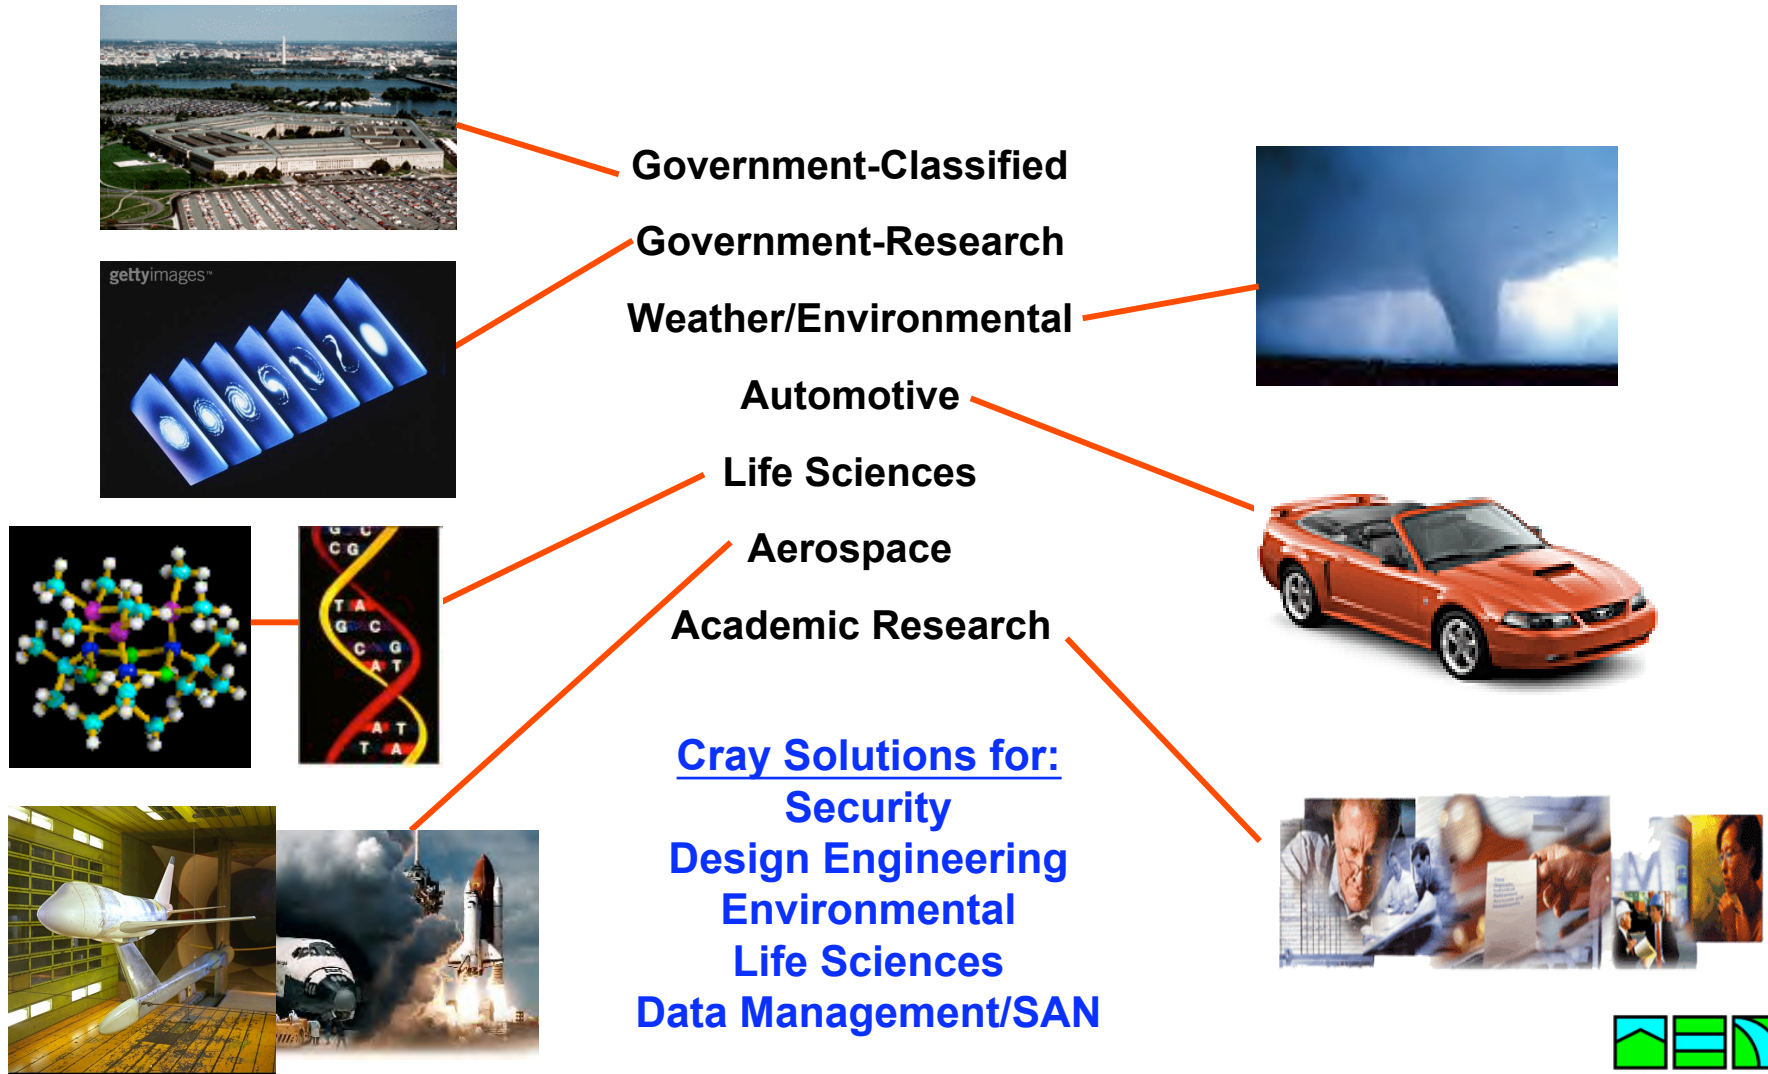 Government-Classified
gettyimages™
Government-Research
Weather/Environmental
Automotive
Life Sciences
Aerospace
Academic Research
G C
C G
T A
G C
C G
A T
A T
T A
Cray Solutions for:
Security
Design Engineering
Environmental
Life Sciences
Data Management/SAN